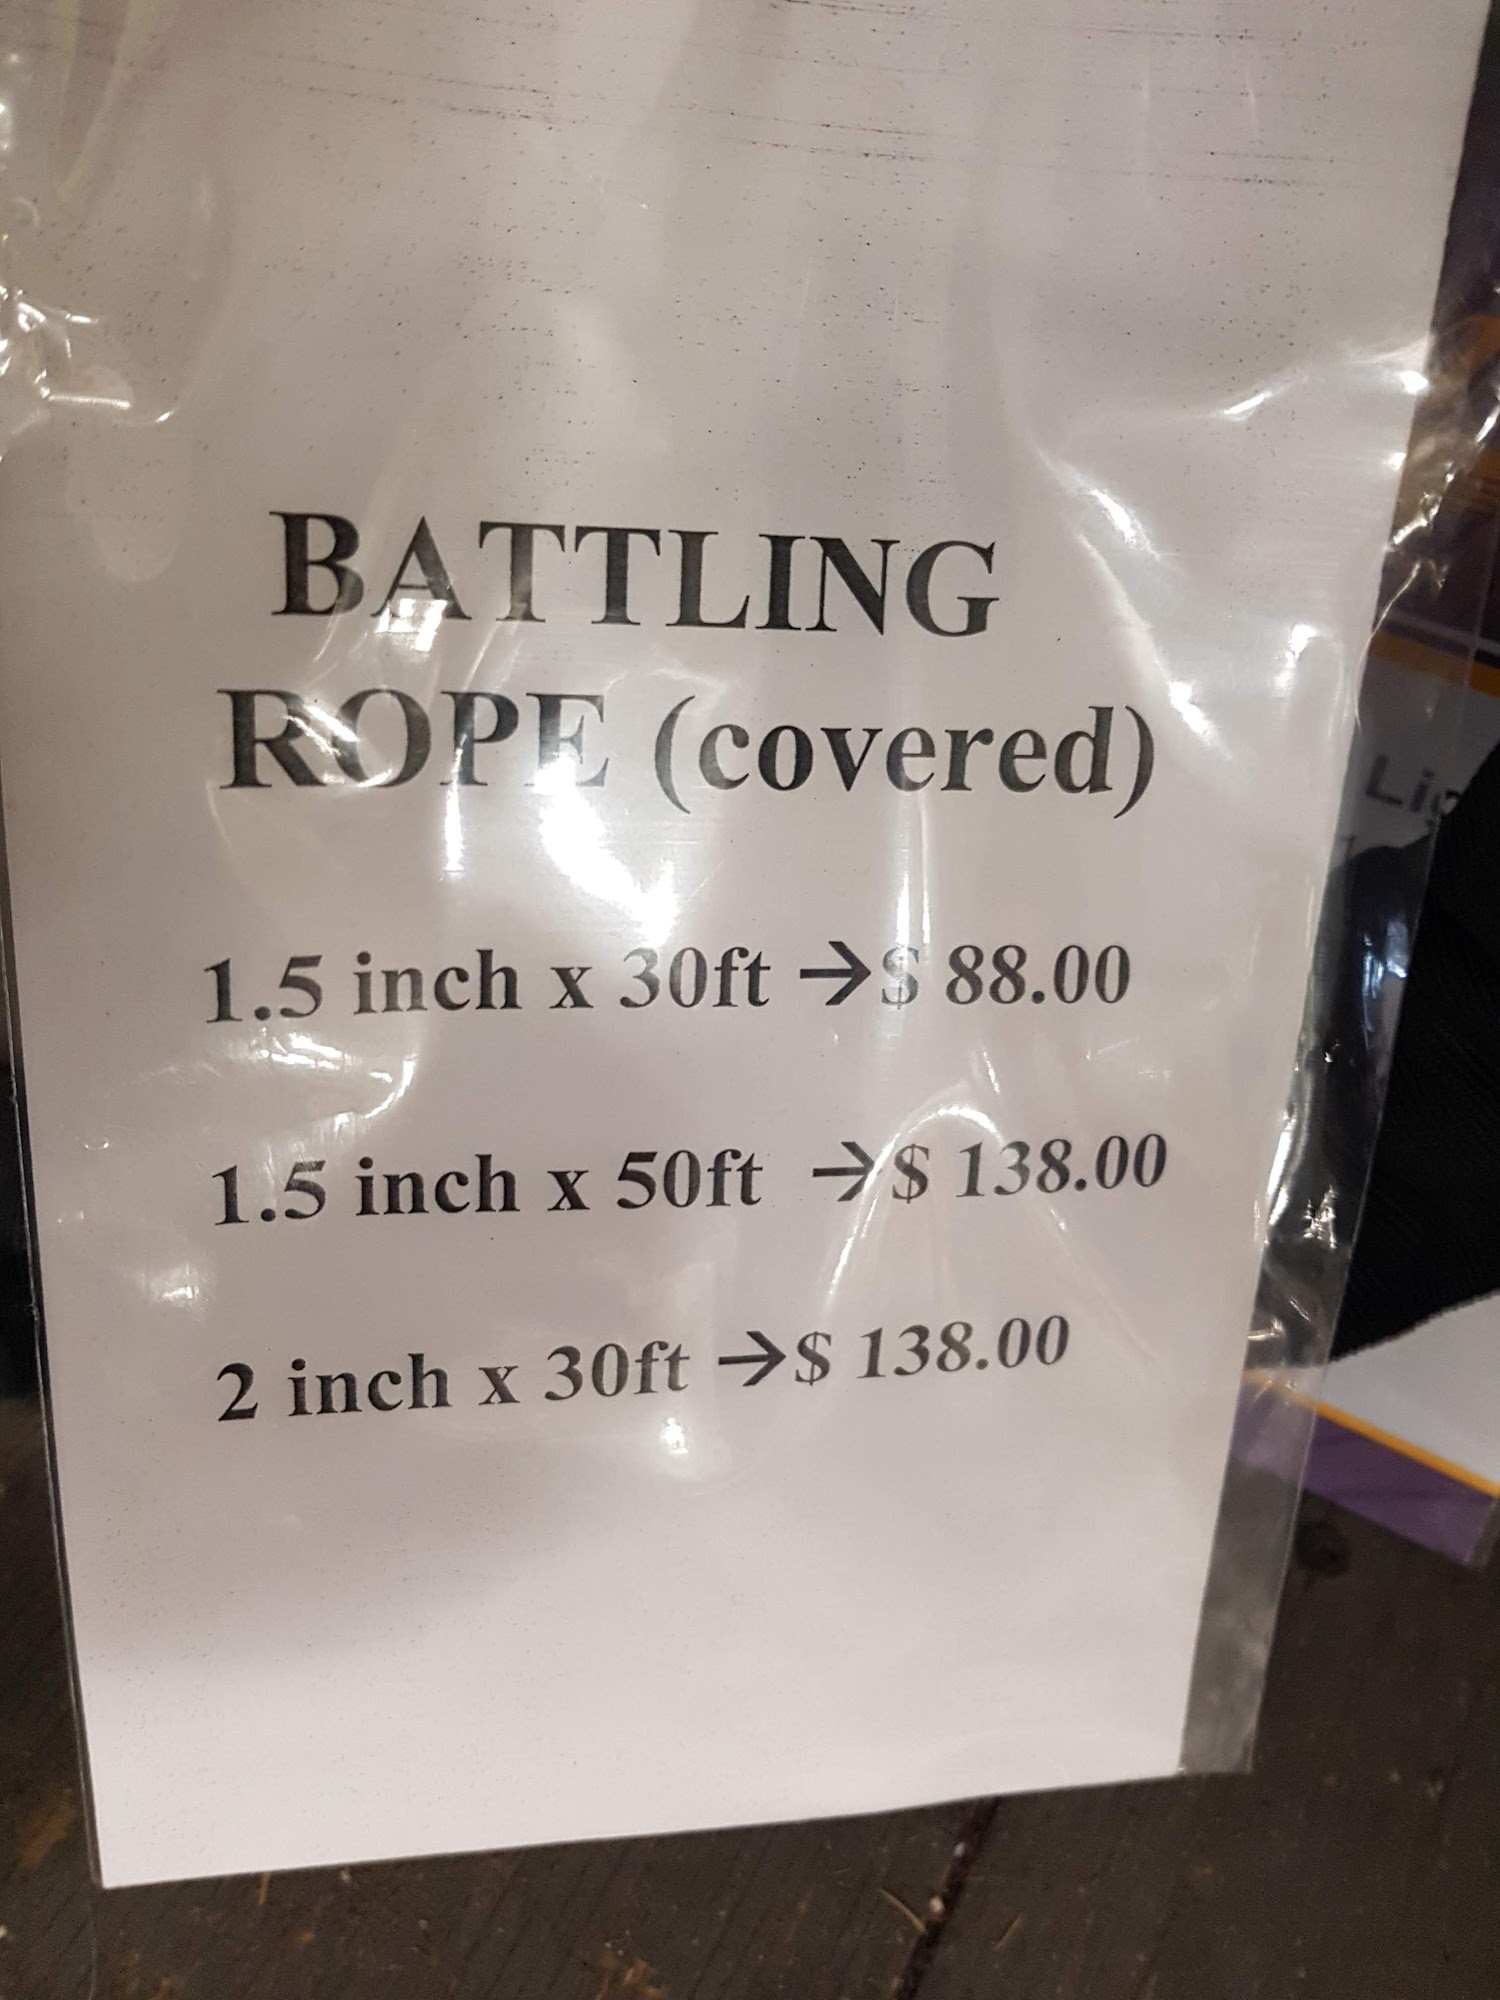 BATTLING
ROPE (covered)
1.5 inch x 30ft →$ 88.00
1.5 inch x 50ft →$ 138.00
2 inch x 30ft →$ 138.00